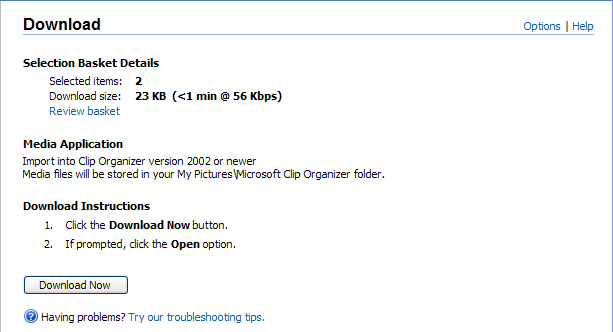 Download
Options | Help
Selection Basket Details
Selected items: 2
Download size: 23 KB (<1 min @ 56 Kbps)
Review basket
Media Application
Import into Clip Organizer version 2002 or newer
Media files will be stored in your My Pictures\Microsoft Clip Organizer folder.
Download Instructions
1. Click the Download Now button.
2. If prompted, click the Open option.
Download Now
? Having problems? Try our troubleshooting tips.